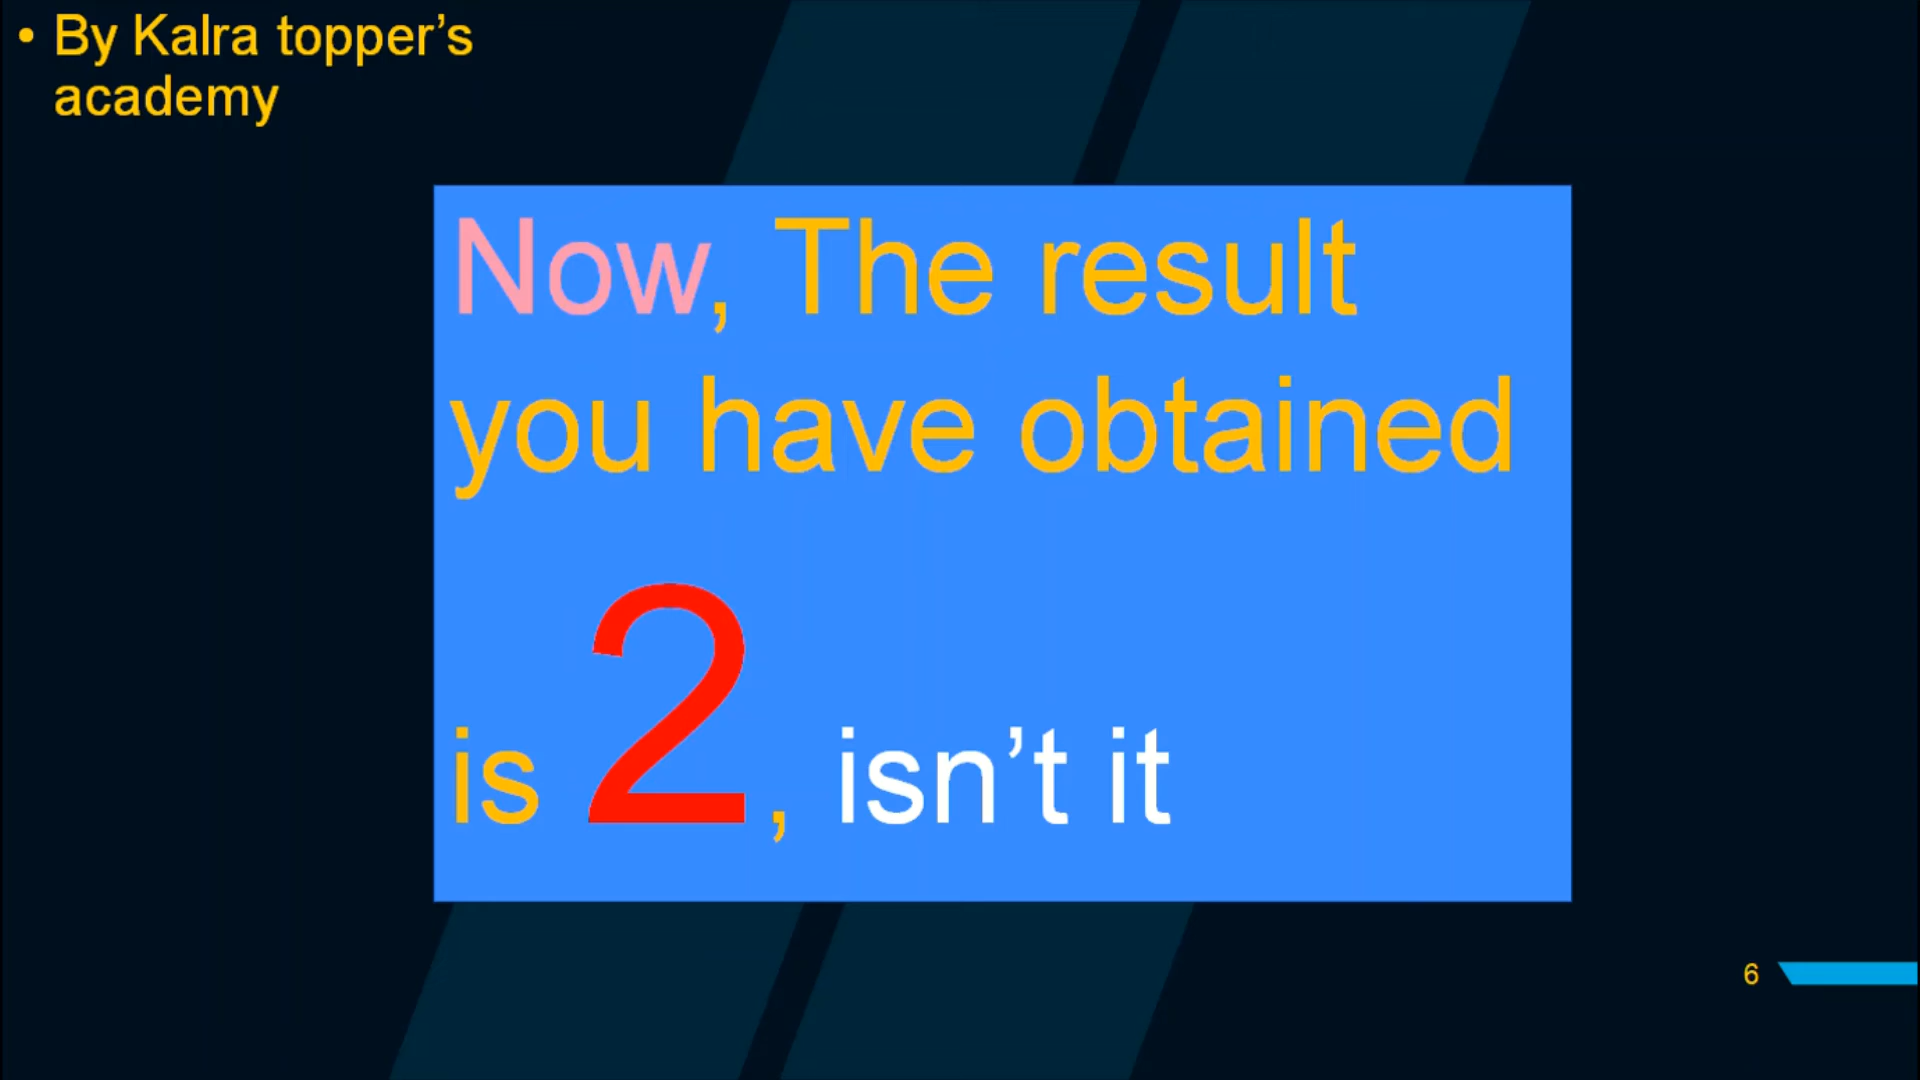 • By Kalra topper’s
academy
Now, The result
you have obtained
is 2, isn’t it
6